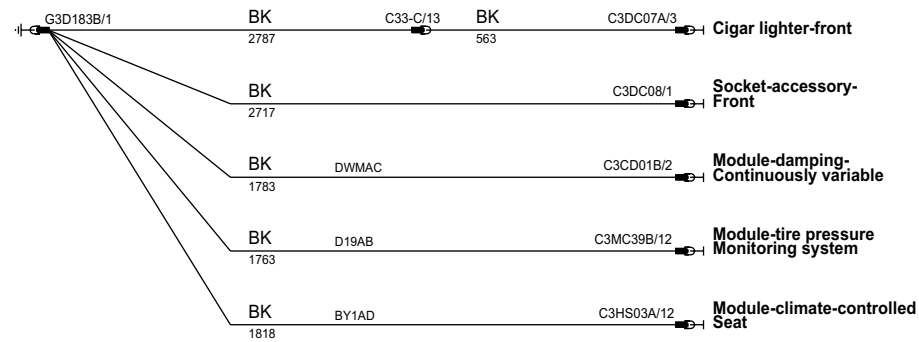 G3D183B/1 BK C33-C/13 BK C3DC07A/3 Cigar lighter-front
2787 563
BK C3DC08/1 Socket-accessory-
2717 Front
BK DWMAC C3CD01B/2 Module-damping-
1783 Continuously variable
BK D19AB C3MC39B/12 Module-tire pressure
1763 Monitoring system
BK BY1AD C3HS03A/12 Module-climate-controlled
1818 Seat